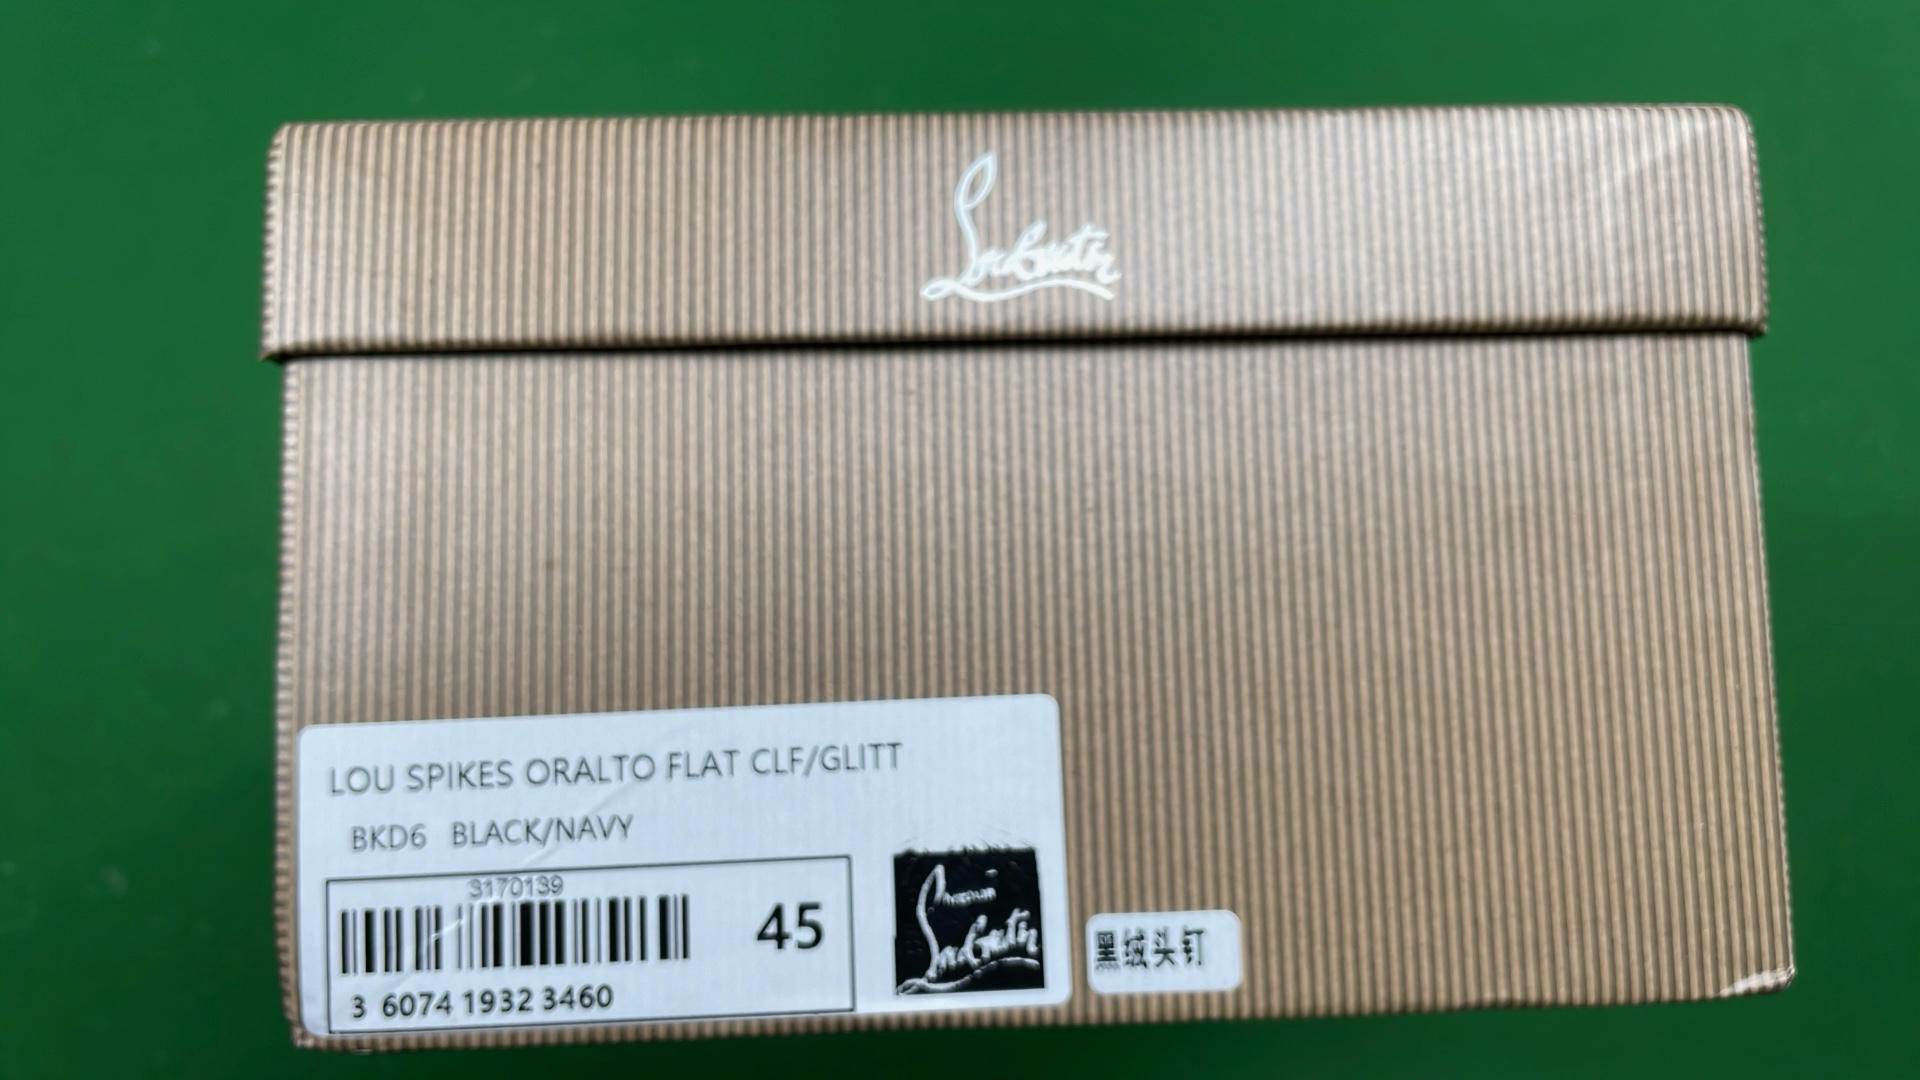 Louboutin
LOU SPIKES ORALTO FLAT CLF/GLITT
BKD6 BLACK/NAVY
3170139
45
3 6074 1932 3460
Christian
Louboutin
黑绒头钉